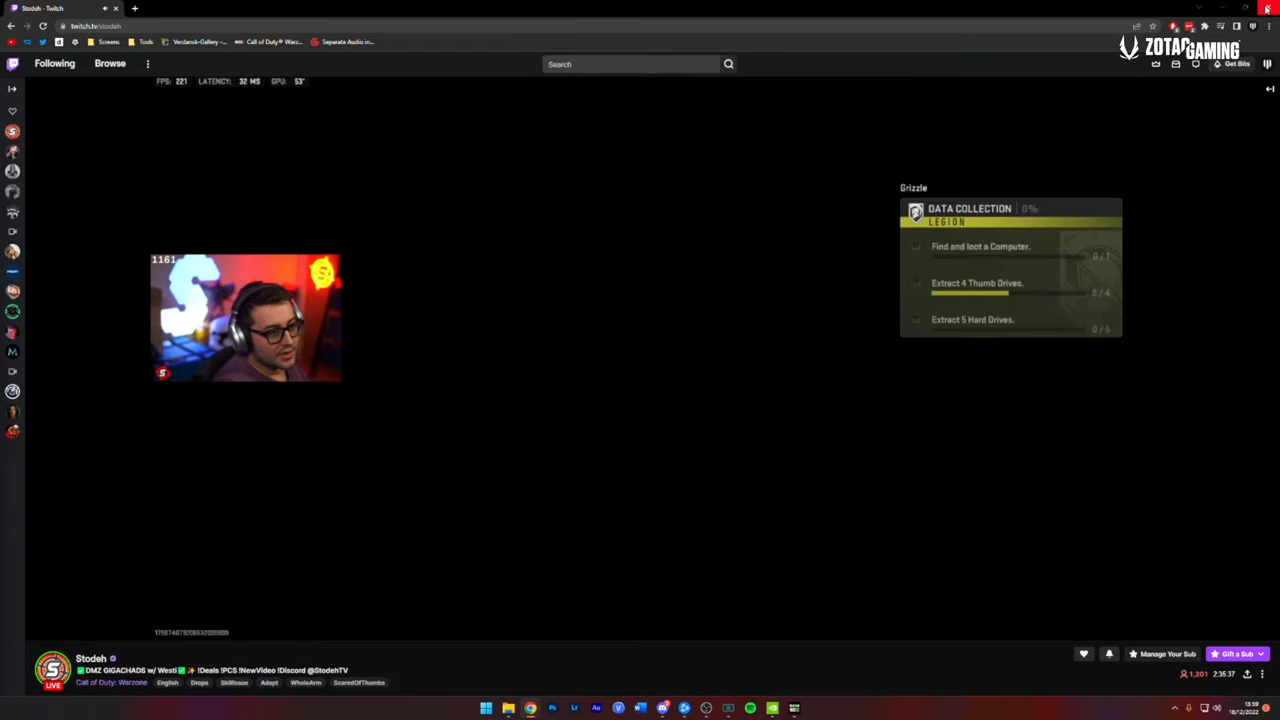 Stodeh - Twitch
twitch.tv/stodeh
Screens
Tools
Verdansk-Gallery -...
Call of Duty® Warz...
Separate Audio in...
ZOTAC GAMING
Following
Browse
Search
Get Bits
FPS: 221 LATENCY: 32 MS GPU: 53°
Grizzle
DATA COLLECTION | 0%
LEGION
Find and loot a Computer.
0/1
Extract 4 Thumb Drives.
2/4
Extract 5 Hard Drives.
0/5
1161
Stodeh
✅DMZ GIGACHADS w/ Westi✅ ✨ !Deals !PCS !NewVideo !Discord @StodehTV
Call of Duty: Warzone
English
Drops
SkillIssue
Adapt
WholeArm
ScaredOfThumbs
LIVE
Manage Your Sub
Gift a Sub
1,201
2:35:37
13:59
18/12/2022